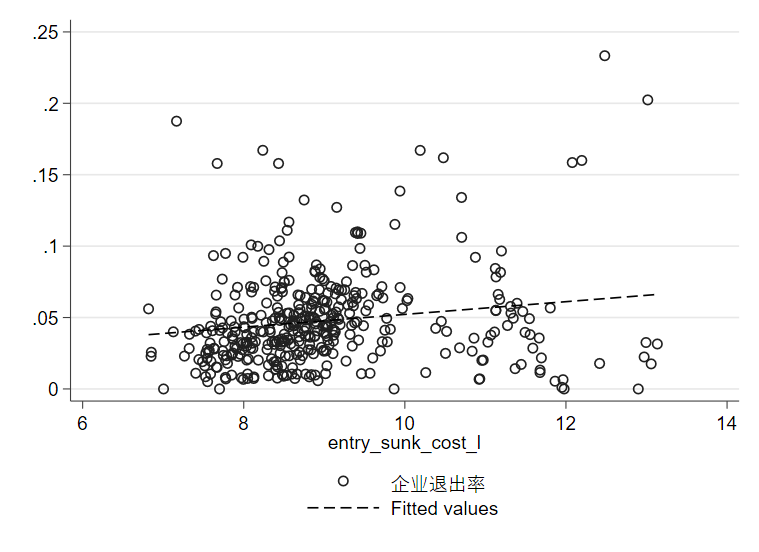 .25
.2
.15
.1
.05
0
6 8 10 12 14
entry_sunk_cost_l
企业退出率
Fitted values